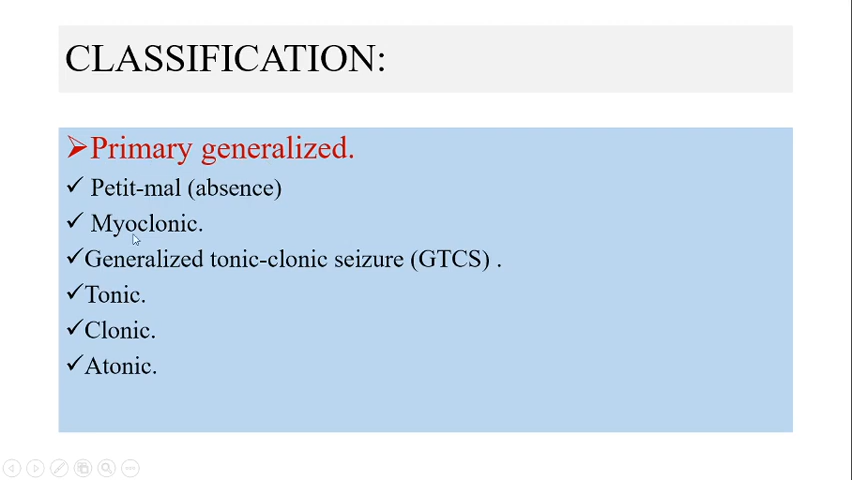 CLASSIFICATION:
➢Primary generalized.
✓ Petit-mal (absence)
✓ Myoclonic.
✓Generalized tonic-clonic seizure (GTCS) .
✓Tonic.
✓Clonic.
✓Atonic.